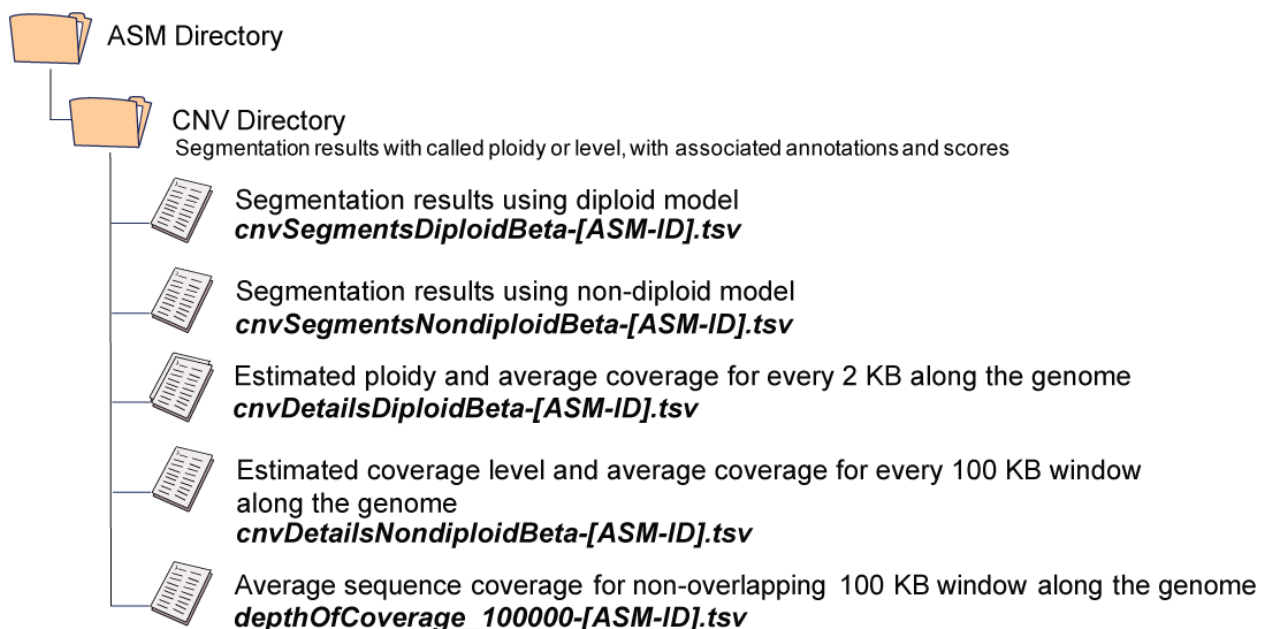 ASM Directory
CNV Directory
Segmentation results with called ploidy or level, with associated annotations and scores
Segmentation results using diploid model
cnvSegmentsDiploidBeta-[ASM-ID].tsv
Segmentation results using non-diploid model
cnvSegmentsNondiploidBeta-[ASM-ID].tsv
Estimated ploidy and average coverage for every 2 KB along the genome
cnvDetailsDiploidBeta-[ASM-ID].tsv
Estimated coverage level and average coverage for every 100 KB window
along the genome
cnvDetailsNondiploidBeta-[ASM-ID].tsv
Average sequence coverage for non-overlapping 100 KB window along the genome
depthOfCoverage_100000-[ASM-ID].tsv